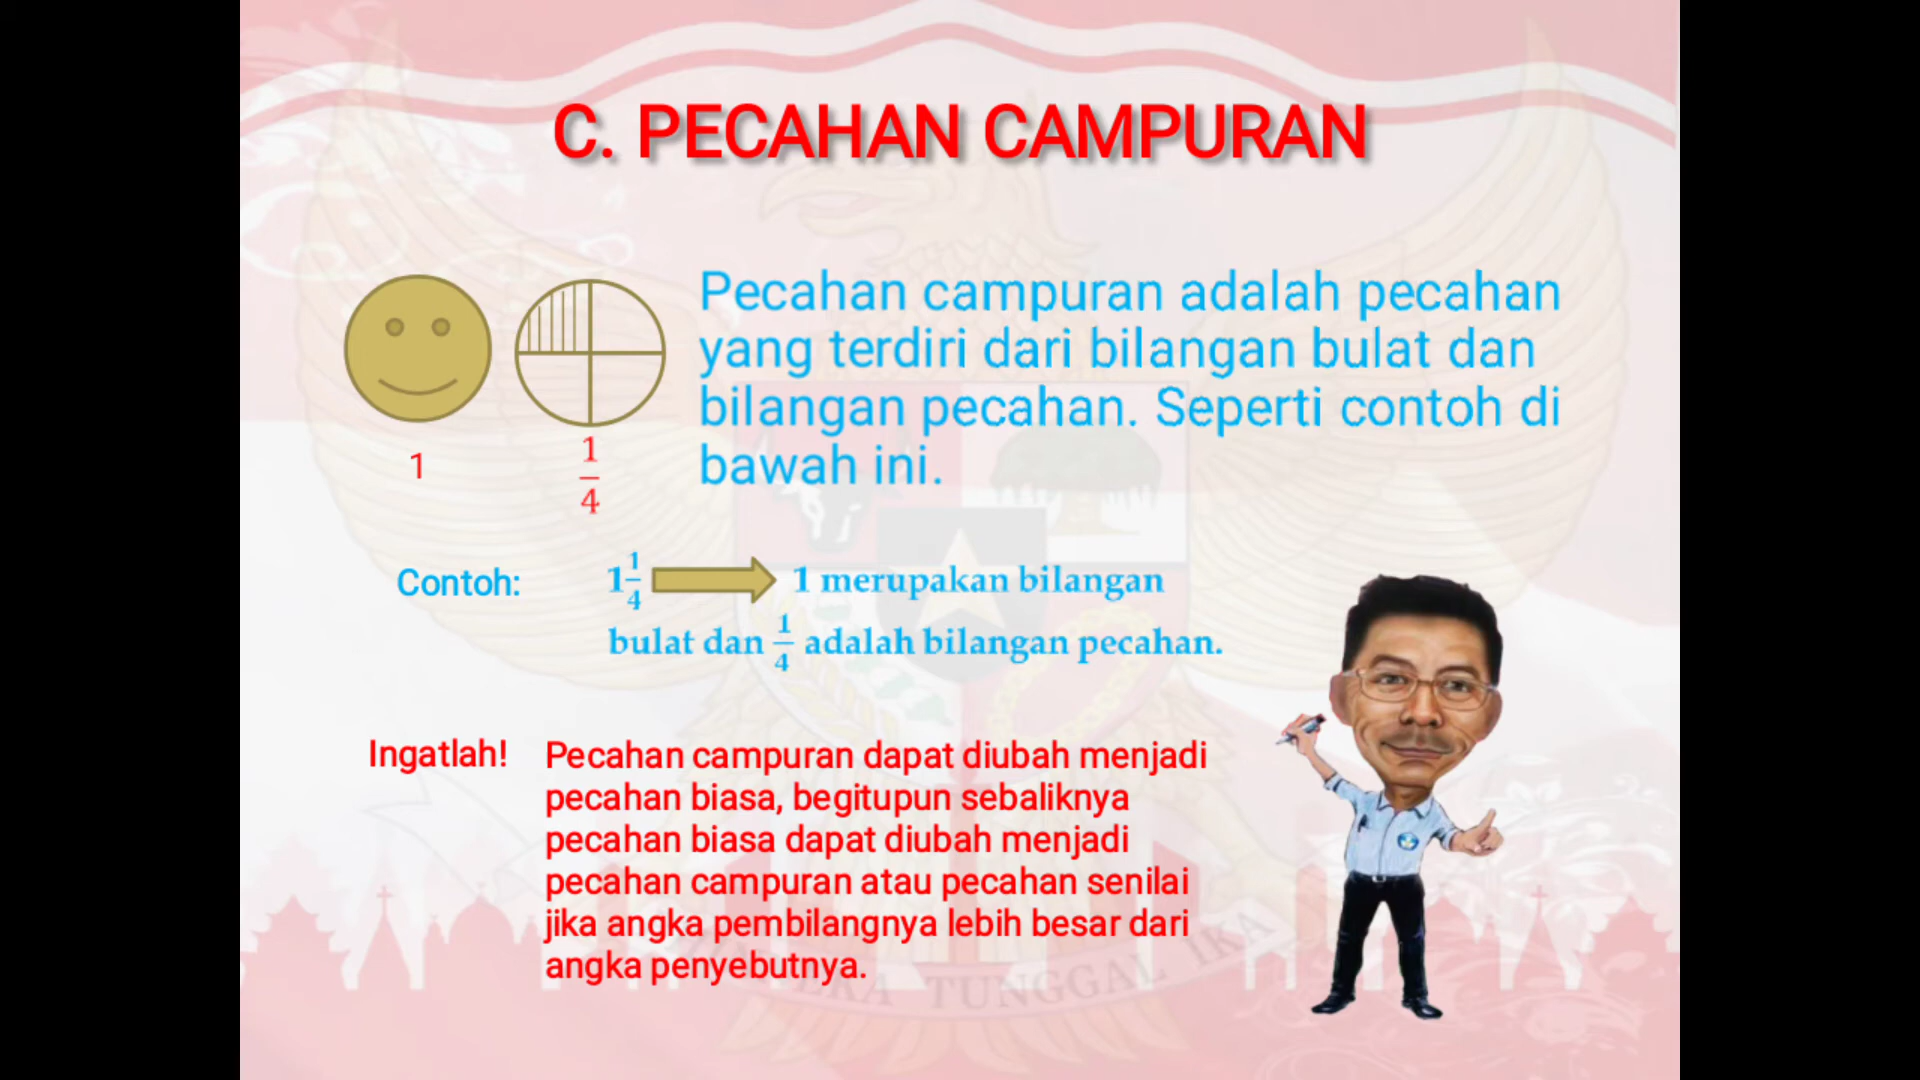 C. PECAHAN CAMPURAN
Pecahan campuran adalah pecahan
yang terdiri dari bilangan bulat dan
bilangan pecahan. Seperti contoh di
bawah ini.
1
1/4
Contoh:
1 1/4 1 merupakan bilangan
bulat dan 1/4 adalah bilangan pecahan.
Ingatlah!
Pecahan campuran dapat diubah menjadi
pecahan biasa, begitupun sebaliknya
pecahan biasa dapat diubah menjadi
pecahan campuran atau pecahan senilai
jika angka pembilangnya lebih besar dari
angka penyebutnya.
TUNGGAL IKA